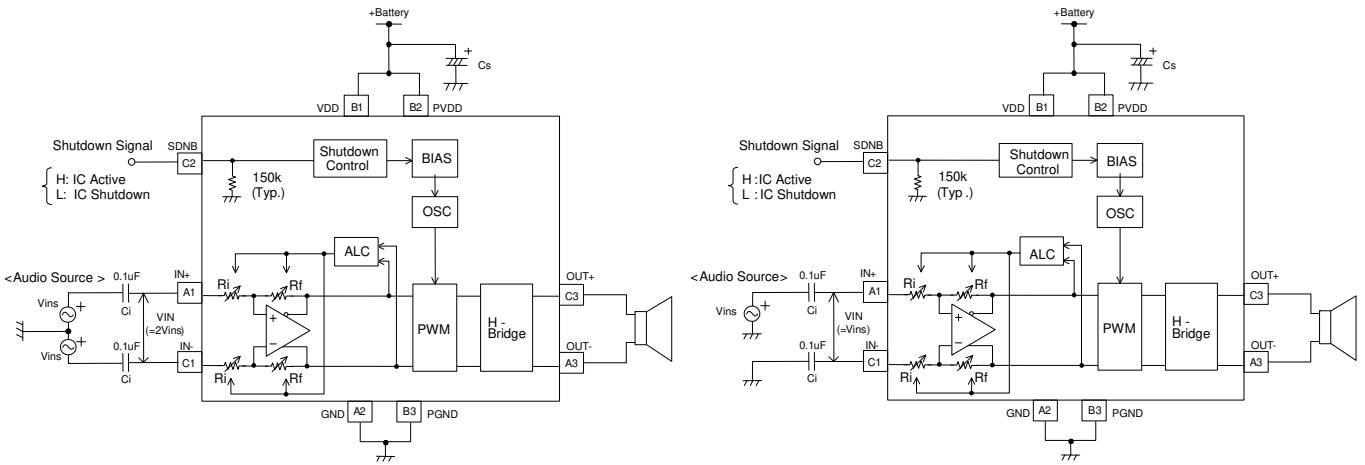 +Battery
+
Cs
VDD
B1
B2
PVDD
Shutdown Signal
SDNB
C2
H: IC Active
L: IC Shutdown
150k
(Typ.)
Shutdown
Control
BIAS
OSC
ALC
<Audio Source >
0.1uF
IN+
A1
Ri
Rf
OUT+
C3
Vins
+
Ci
VIN
(=2Vins)
+
−
PWM
H -
Bridge
Vins
+
0.1uF
IN-
C1
Ci
Ri
Rf
OUT-
A3
GND
A2
B3
PGND
+Battery
+
Cs
VDD
B1
B2
PVDD
Shutdown Signal
SDNB
C2
H: IC Active
L : IC Shutdown
150k
(Typ .)
Shutdown
Control
BIAS
OSC
ALC
<Audio Source>
0.1uF
IN+
A1
Ri
Rf
OUT+
C3
Vins
+
Ci
VIN
(=Vins)
+
−
PWM
H -
Bridge
0.1uF
IN-
C1
Ci
Ri
Rf
OUT-
A3
GND
A2
B3
PGND